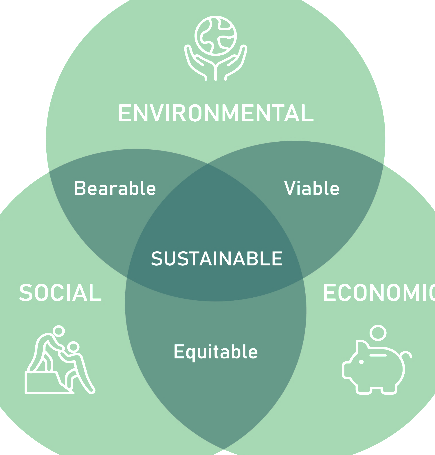 ENVIRONMENTAL
Bearable
Viable
SUSTAINABLE
SOCIAL
ECONOMIC
Equitable